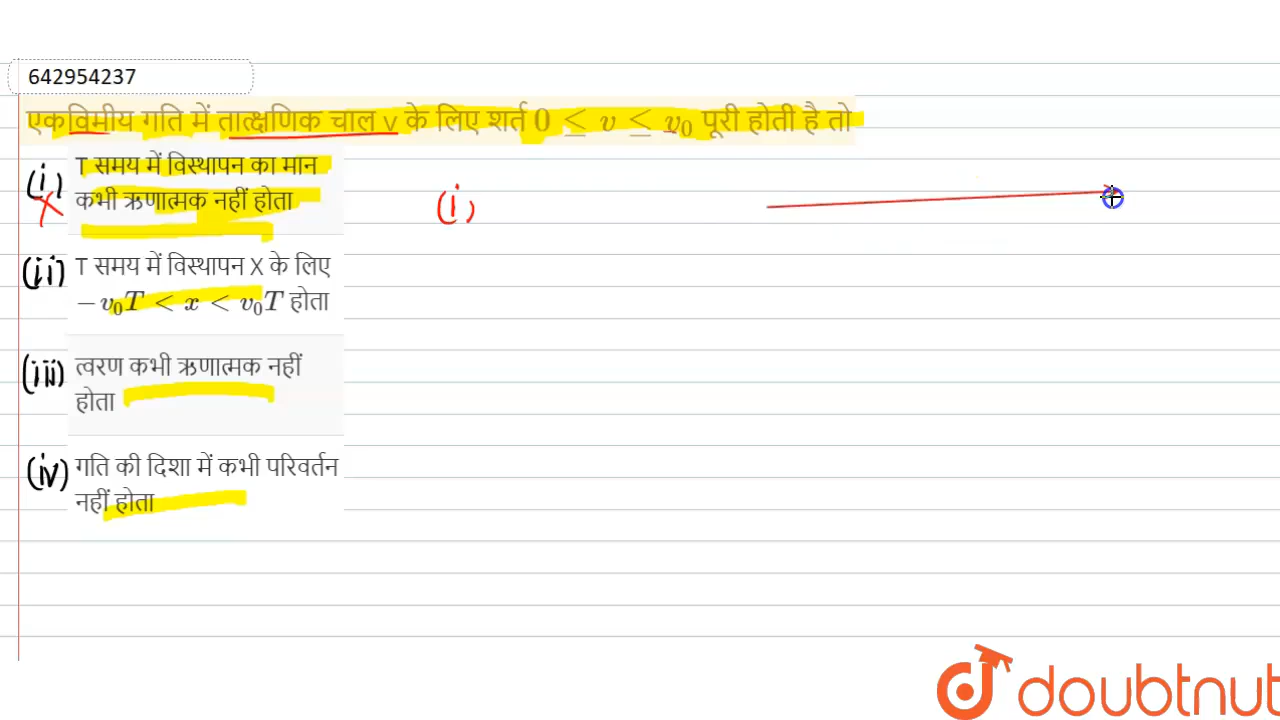 642954237
एकविमीय गति में तात्क्षणिक चाल v के लिए शर्त 0 ≤ v ≤ v₀ पूरी होती है तो
(i) T समय में विस्थापन का मान
कभी ऋणात्मक नहीं होता
(i)
(ii) T समय में विस्थापन X के लिए
−v₀T < x < v₀T होता
(iii) त्वरण कभी ऋणात्मक नहीं
होता
(iv) गति की दिशा में कभी परिवर्तन
नहीं होता
doubtnut